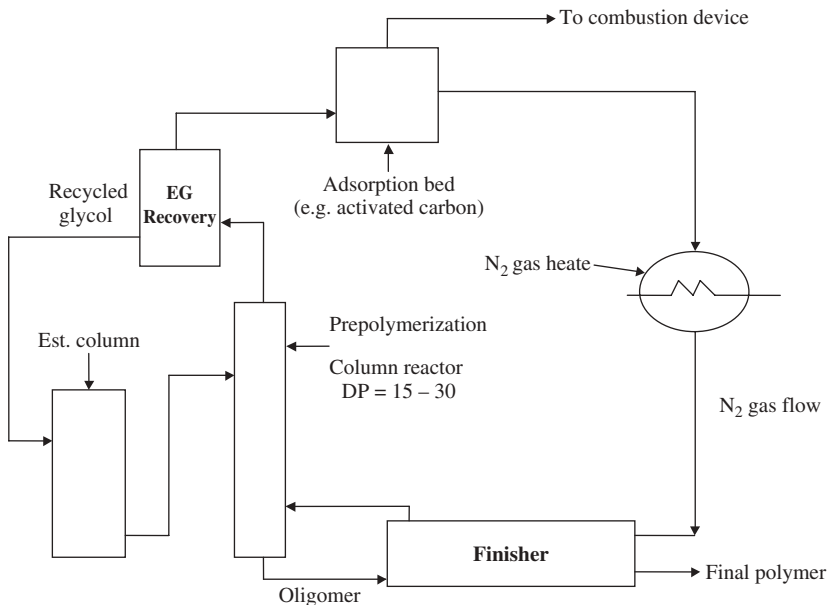 To combustion device
Adsorption bed
(e.g. activated carbon)
EG
Recovery
Recycled
glycol
N₂ gas heate
Est. column
Prepolymerization
Column reactor
DP = 15 – 30
N₂ gas flow
Finisher
Final polymer
Oligomer